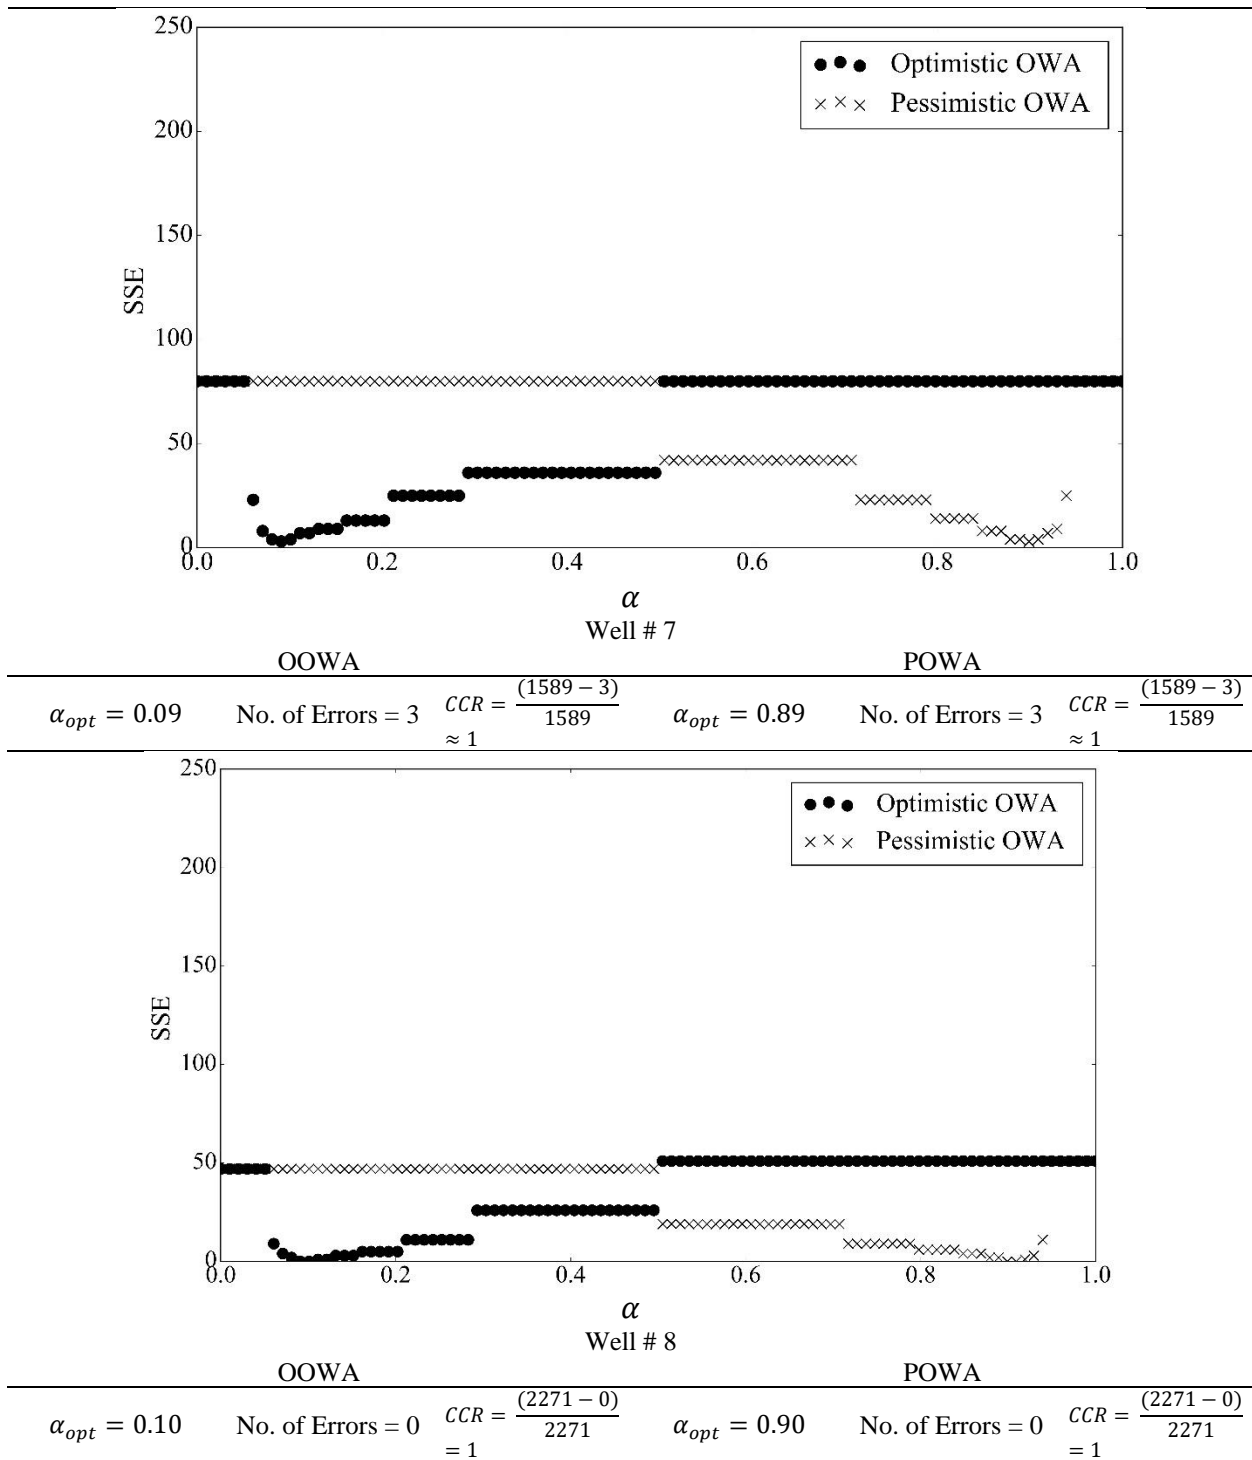 250
200
150
100
50
0
SSE
Optimistic OWA
Pessimistic OWA
0.0 0.2 0.4 0.6 0.8 1.0
α
Well # 7
OOWA POWA
α_opt = 0.09 No. of Errors = 3 CCR = (1589 − 3) / 1589 ≈ 1 α_opt = 0.89 No. of Errors = 3 CCR = (1589 − 3) / 1589 ≈ 1
250
200
150
100
50
0
SSE
Optimistic OWA
Pessimistic OWA
0.0 0.2 0.4 0.6 0.8 1.0
α
Well # 8
OOWA POWA
α_opt = 0.10 No. of Errors = 0 CCR = (2271 − 0) / 2271 = 1 α_opt = 0.90 No. of Errors = 0 CCR = (2271 − 0) / 2271 = 1